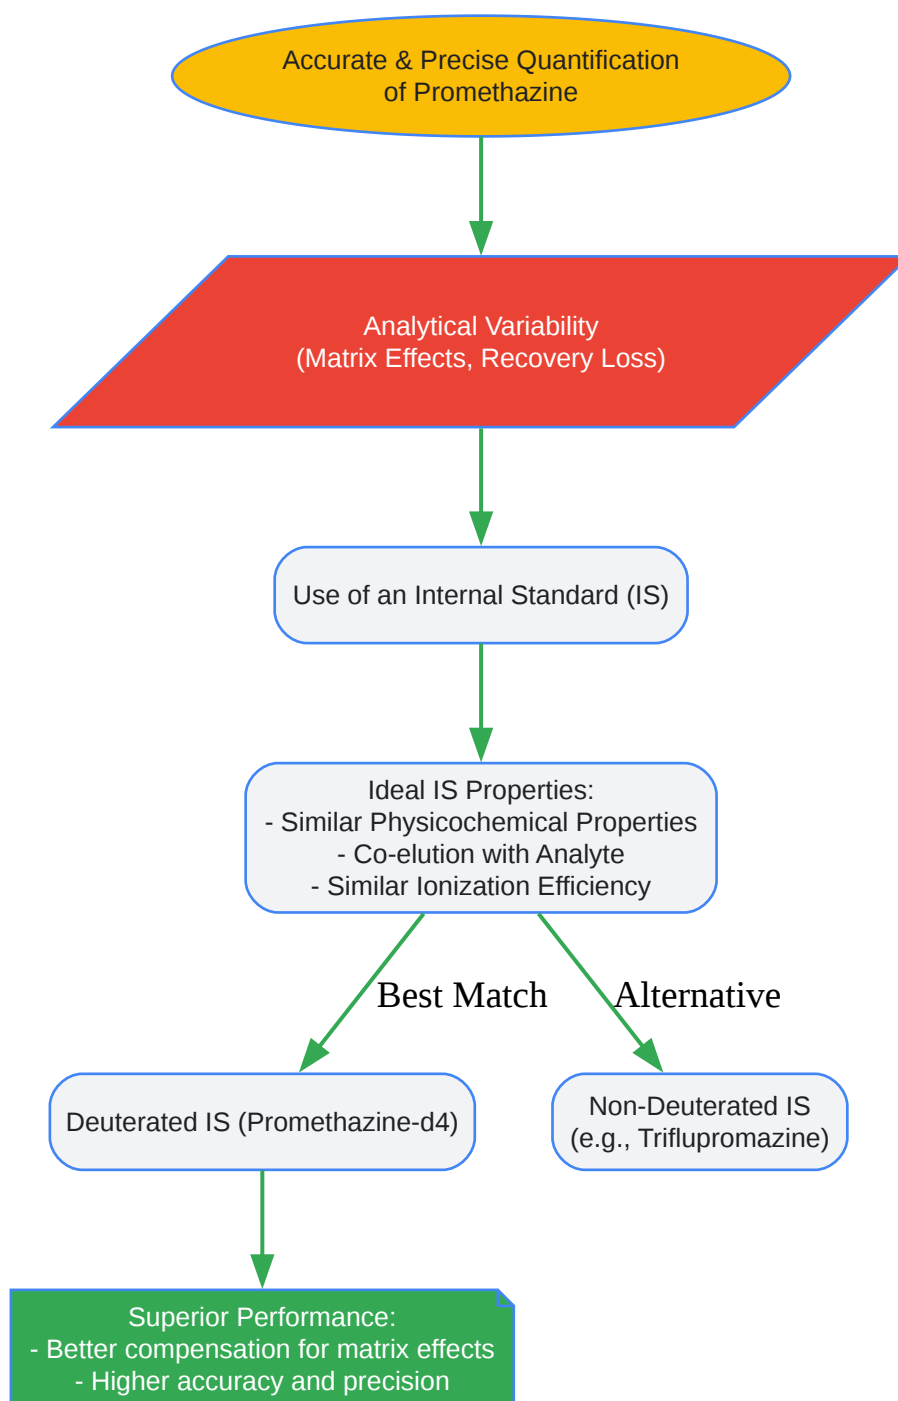 Accurate & Precise Quantification
of Promethazine
Analytical Variability
(Matrix Effects, Recovery Loss)
Use of an Internal Standard (IS)
Ideal IS Properties:
- Similar Physicochemical Properties
- Co-elution with Analyte
- Similar Ionization Efficiency
Best Match
Alternative
Deuterated IS (Promethazine-d4)
Non-Deuterated IS
(e.g., Triflupromazine)
Superior Performance:
- Better compensation for matrix effects
- Higher accuracy and precision